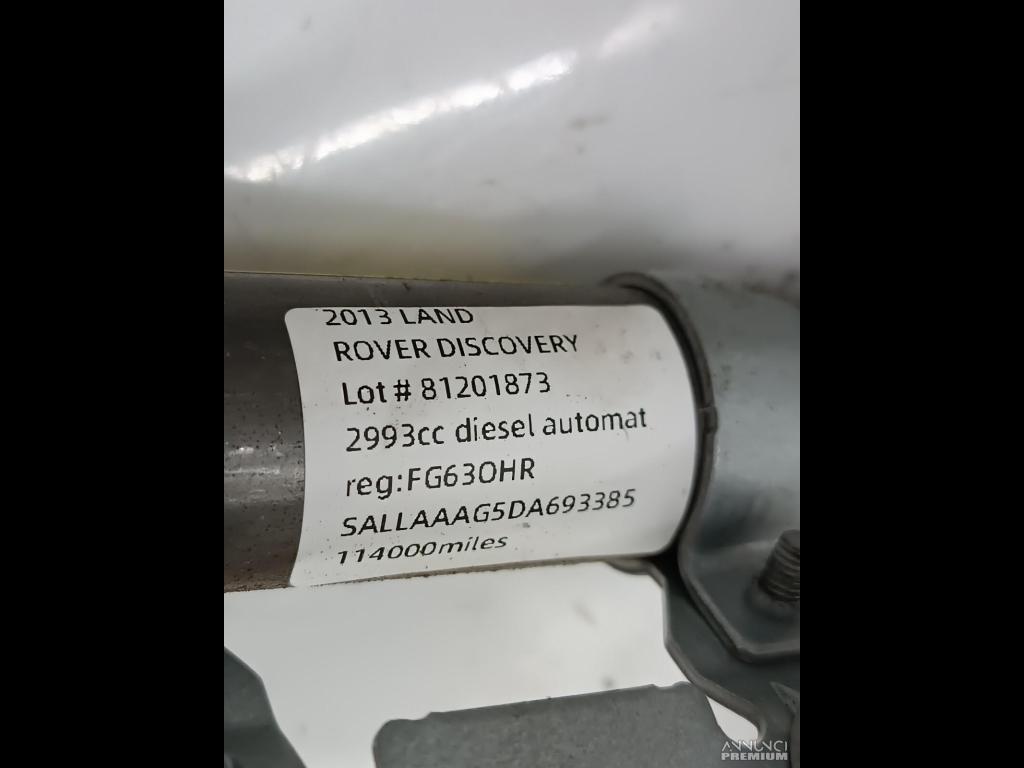 2013 LAND
ROVER DISCOVERY
Lot # 81201873
2993cc diesel automat
reg:FG63OHR
SALLAAAG5DA693385
114000miles
ANNUNCI
PREMIUM